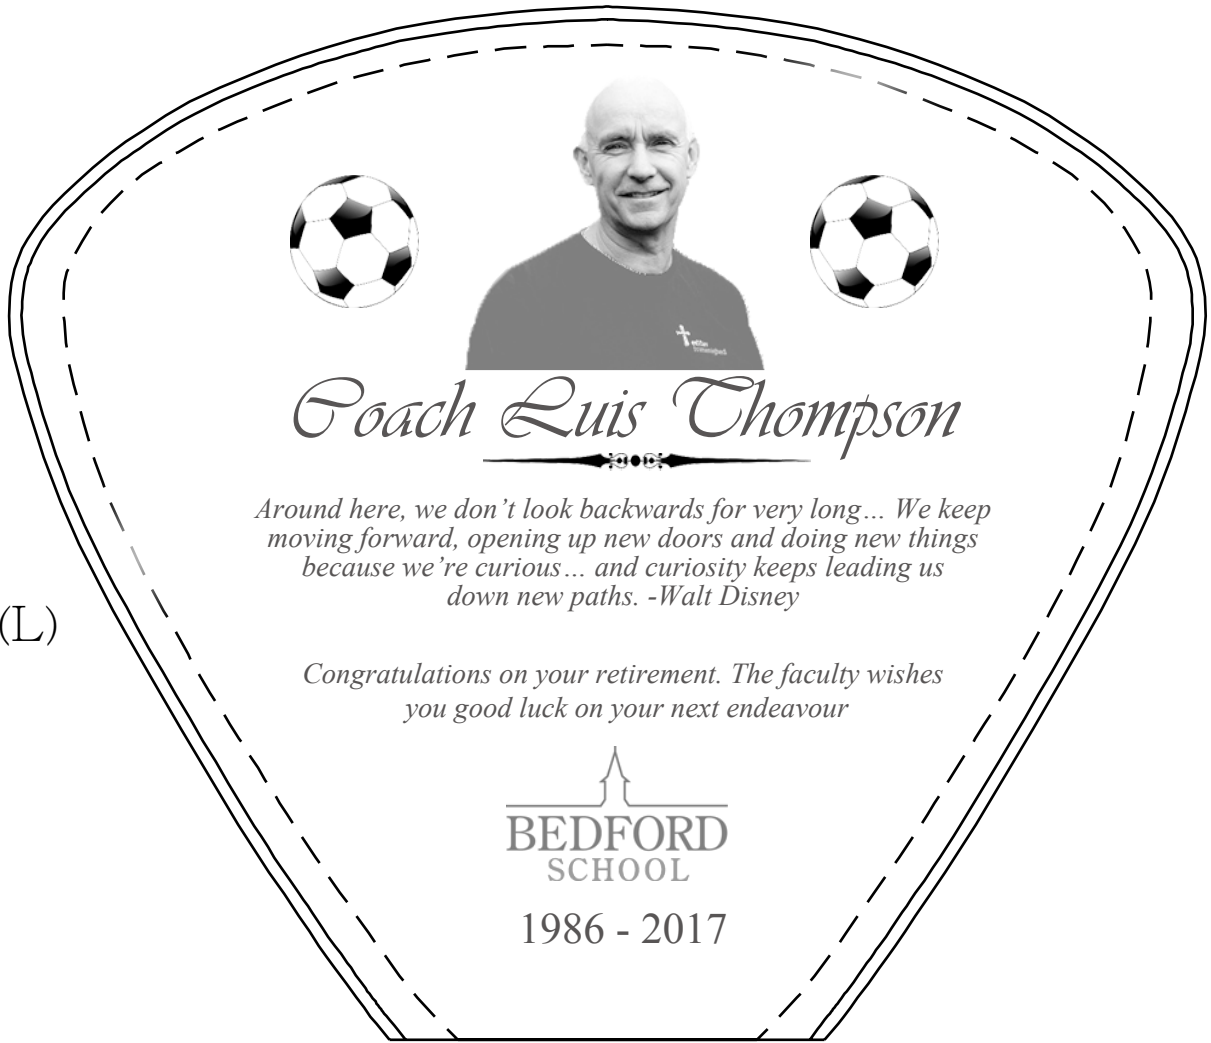 Coach Luis Thompson
Around here, we don’t look backwards for very long… We keep
moving forward, opening up new doors and doing new things
because we’re curious… and curiosity keeps leading us
down new paths. -Walt Disney
(L)
Congratulations on your retirement. The faculty wishes
you good luck on your next endeavour
BEDFORD
SCHOOL
1986 - 2017